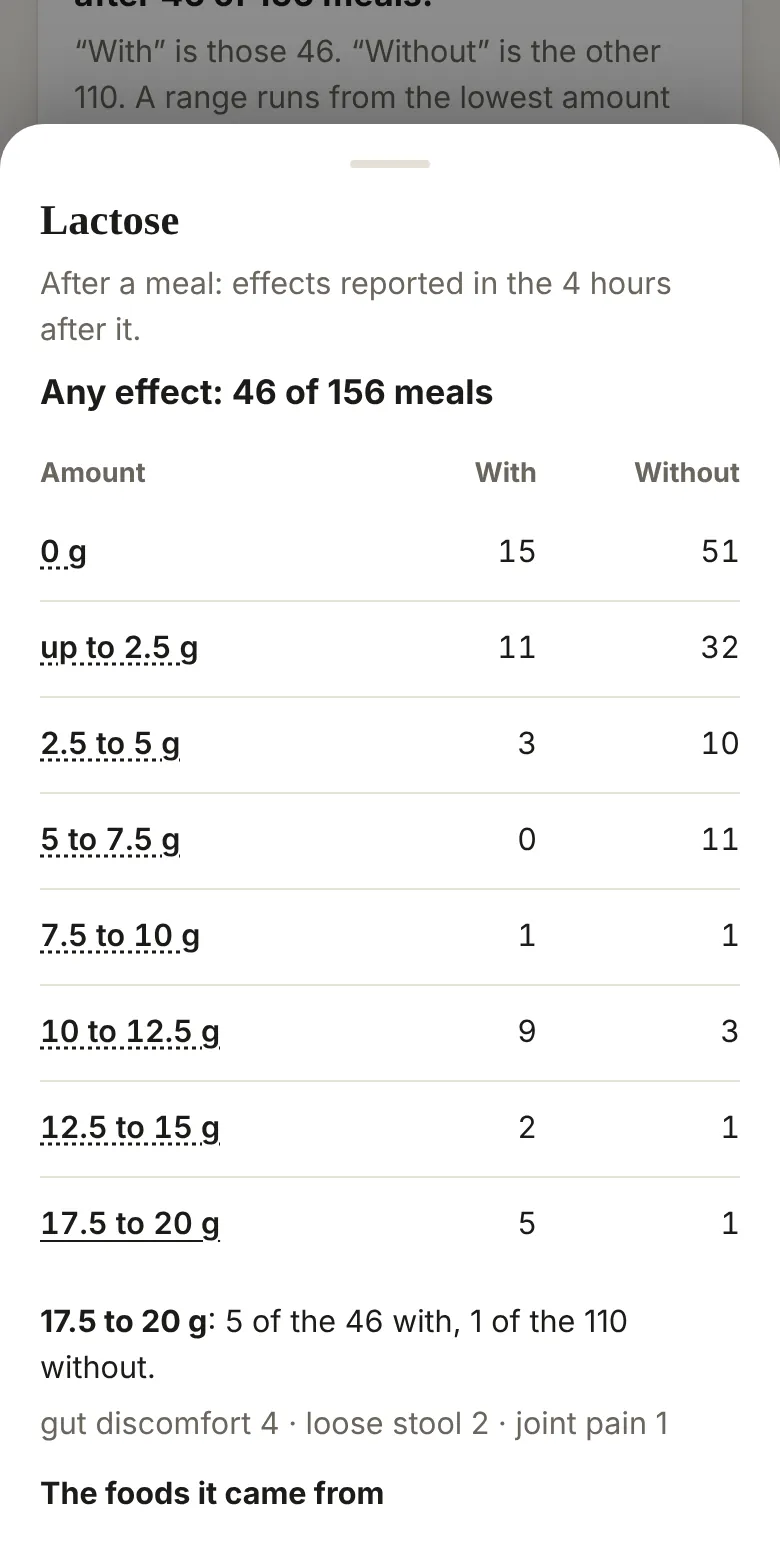 after 46 of 156 meals.
“With” is those 46. “Without” is the other
110. A range runs from the lowest amount
Lactose
After a meal: effects reported in the 4 hours
after it.
Any effect: 46 of 156 meals
Amount With Without
0 g 15 51
up to 2.5 g 11 32
2.5 to 5 g 3 10
5 to 7.5 g 0 11
7.5 to 10 g 1 1
10 to 12.5 g 9 3
12.5 to 15 g 2 1
17.5 to 20 g 5 1
17.5 to 20 g: 5 of the 46 with, 1 of the 110
without.
gut discomfort 4 · loose stool 2 · joint pain 1
The foods it came from